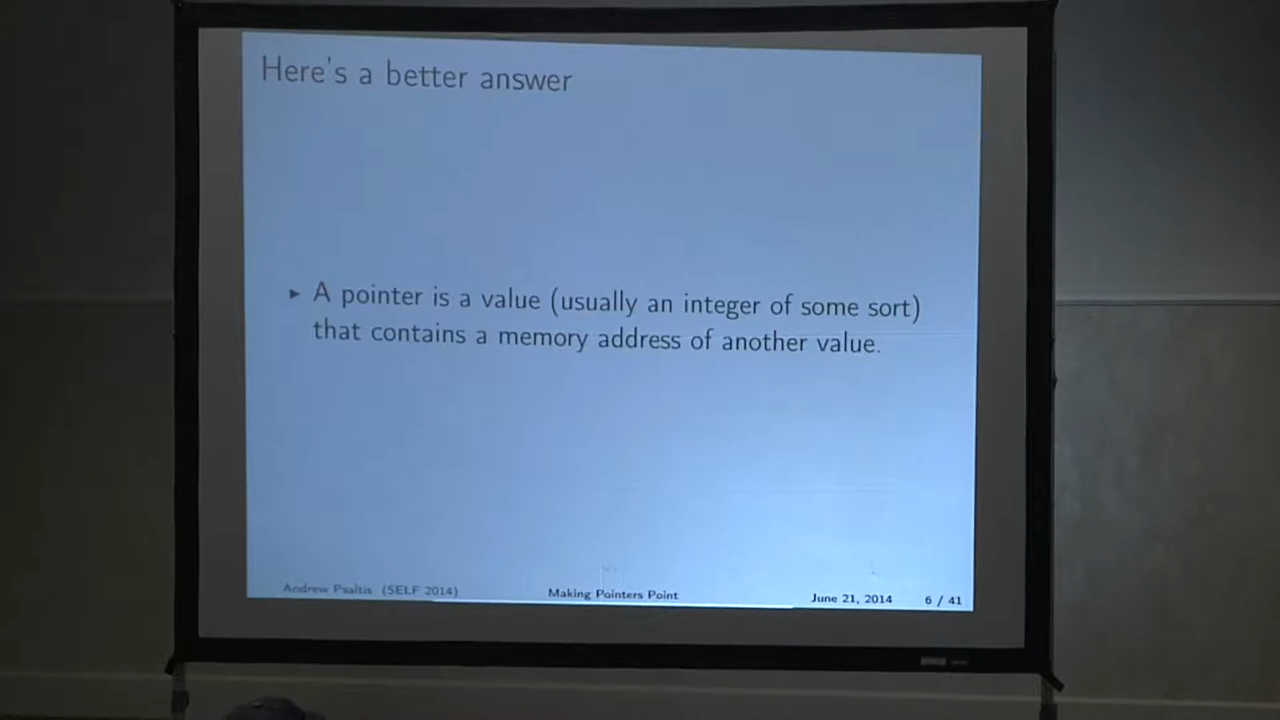 Here's a better answer
► A pointer is a value (usually an integer of some sort)
that contains a memory address of another value.
Andrew Psaltis (SELF 2014) Making Pointers Point June 21, 2014 6 / 41